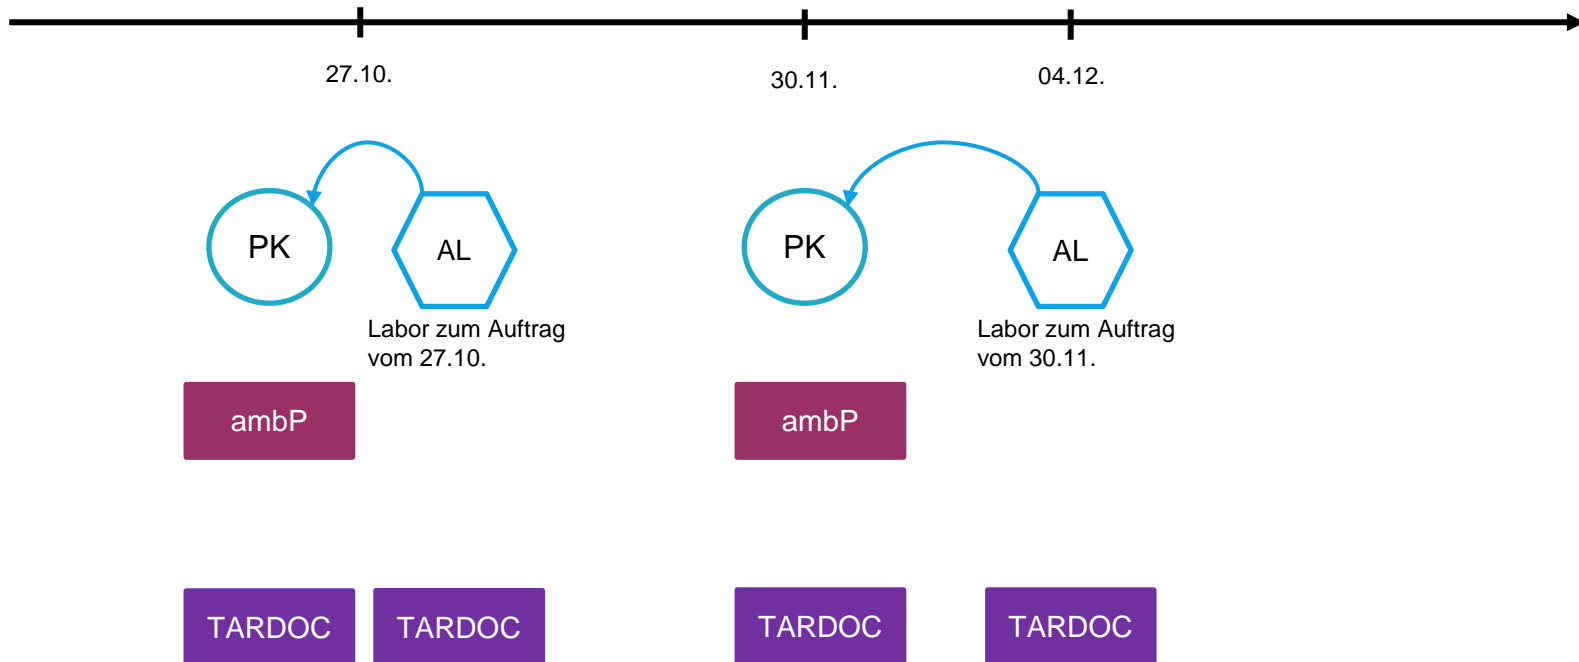 27.10.
30.11.
04.12.
PK
AL
PK
AL
Labor zum Auftrag
vom 27.10.
Labor zum Auftrag
vom 30.11.
ambP
ambP
TARDOC
TARDOC
TARDOC
TARDOC